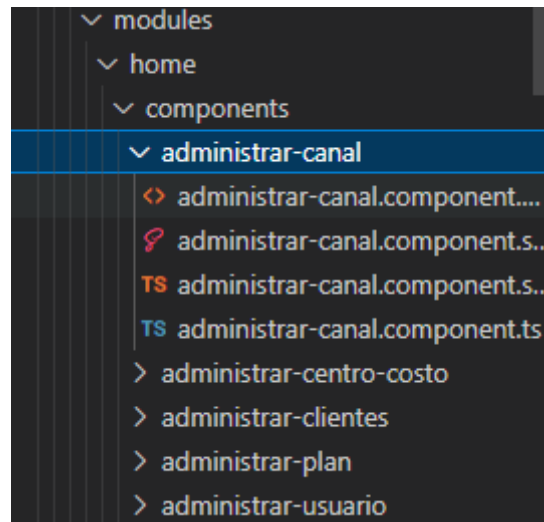 modules
home
components
administrar-canal
administrar-canal.component....
administrar-canal.component.s...
TS administrar-canal.component.s...
TS administrar-canal.component.ts
administrar-centro-costo
administrar-clientes
administrar-plan
administrar-usuario